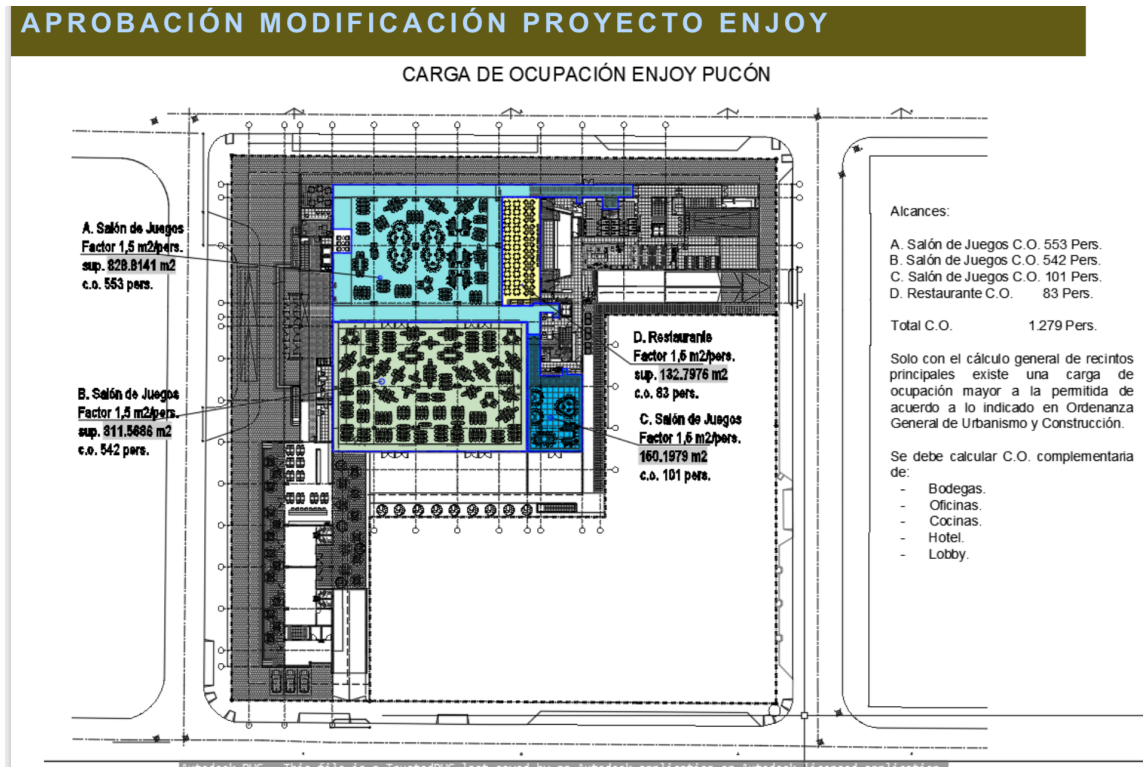 APROBACIÓN MODIFICACIÓN PROYECTO ENJOY
CARGA DE OCUPACIÓN ENJOY PUCÓN
A. Salón de Juegos
Factor 1,5 m2/pers.
sup. 828.8141 m2
c.o. 553 pers.
B. Salón de Juegos
Factor 1,5 m2/pers.
sup. 811.5686 m2
c.o. 542 pers.
D. Restaurante
Factor 1,5 m2/pers.
sup. 132.7976 m2
c.o. 83 pers.
C. Salón de Juegos
Factor 1,5 m2/pers.
150.1979 m2
c.o. 101 pers.
Alcances:
A. Salón de Juegos C.O. 553 Pers.
B. Salón de Juegos C.O. 542 Pers.
C. Salón de Juegos C.O. 101 Pers.
D. Restaurante C.O. 83 Pers.
Total C.O. 1.279 Pers.
Solo con el cálculo general de recintos
principales existe una carga de
ocupación mayor a la permitida de
acuerdo a lo indicado en Ordenanza
General de Urbanismo y Construcción.
Se debe calcular C.O. complementaria
de:
- Bodegas.
- Oficinas.
- Cocinas.
- Hotel.
- Lobby.